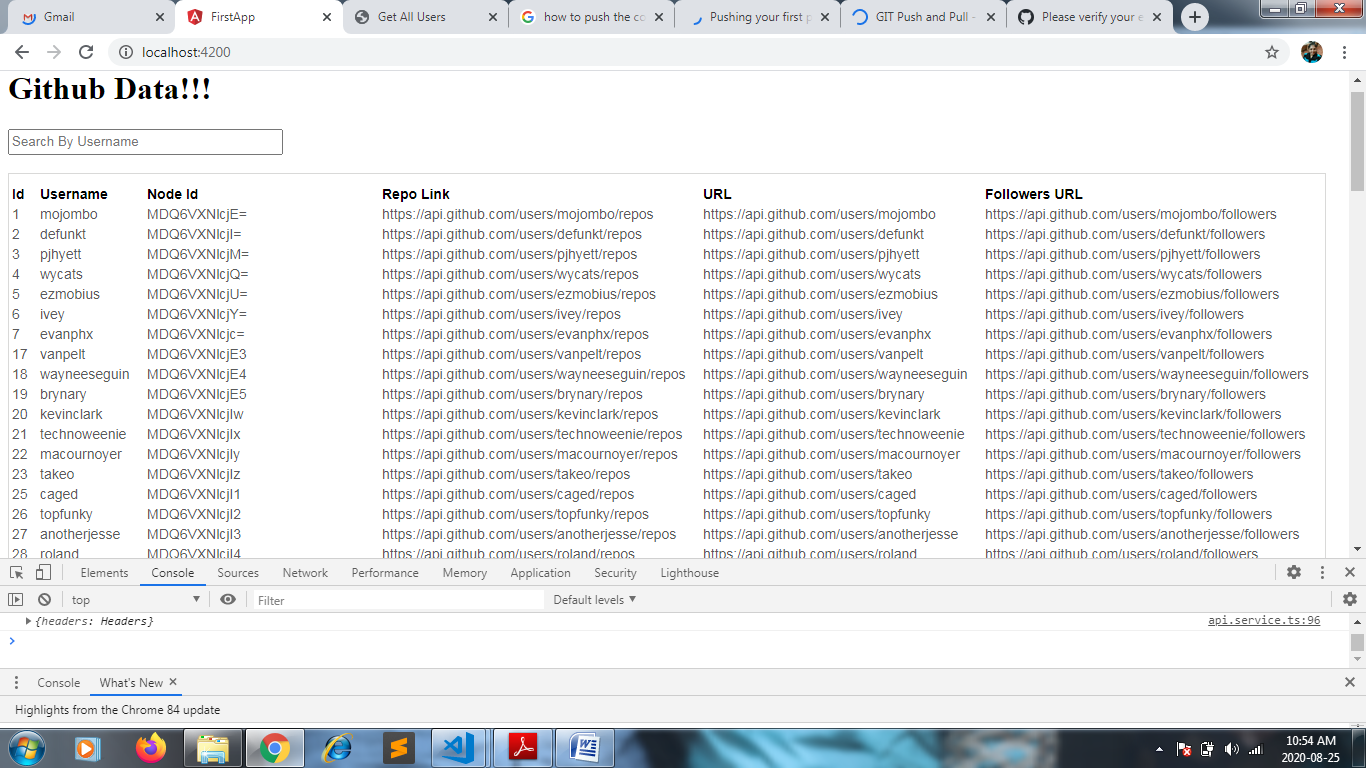 Gmail
FirstApp
Get All Users
how to push the co
Pushing your first p
GIT Push and Pull -
Please verify your e
localhost:4200
Github Data!!!
Search By Username
Id Username Node Id Repo Link URL Followers URL
1 mojombo MDQ6VXNlcjE= https://api.github.com/users/mojombo/repos https://api.github.com/users/mojombo https://api.github.com/users/mojombo/followers
2 defunkt MDQ6VXNlcjI= https://api.github.com/users/defunkt/repos https://api.github.com/users/defunkt https://api.github.com/users/defunkt/followers
3 pjhyett MDQ6VXNlcjM= https://api.github.com/users/pjhyett/repos https://api.github.com/users/pjhyett https://api.github.com/users/pjhyett/followers
4 wycats MDQ6VXNlcjQ= https://api.github.com/users/wycats/repos https://api.github.com/users/wycats https://api.github.com/users/wycats/followers
5 ezmobius MDQ6VXNlcjU= https://api.github.com/users/ezmobius/repos https://api.github.com/users/ezmobius https://api.github.com/users/ezmobius/followers
6 ivey MDQ6VXNlcjY= https://api.github.com/users/ivey/repos https://api.github.com/users/ivey https://api.github.com/users/ivey/followers
7 evanphx MDQ6VXNlcjc= https://api.github.com/users/evanphx/repos https://api.github.com/users/evanphx https://api.github.com/users/evanphx/followers
17 vanpelt MDQ6VXNlcjE3 https://api.github.com/users/vanpelt/repos https://api.github.com/users/vanpelt https://api.github.com/users/vanpelt/followers
18 wayneeseguin MDQ6VXNlcjE4 https://api.github.com/users/wayneeseguin/repos https://api.github.com/users/wayneeseguin https://api.github.com/users/wayneeseguin/followers
19 brynary MDQ6VXNlcjE5 https://api.github.com/users/brynary/repos https://api.github.com/users/brynary https://api.github.com/users/brynary/followers
20 kevinclark MDQ6VXNlcjIw https://api.github.com/users/kevinclark/repos https://api.github.com/users/kevinclark https://api.github.com/users/kevinclark/followers
21 technoweenie MDQ6VXNlcjIx https://api.github.com/users/technoweenie/repos https://api.github.com/users/technoweenie https://api.github.com/users/technoweenie/followers
22 macournoyer MDQ6VXNlcjIy https://api.github.com/users/macournoyer/repos https://api.github.com/users/macournoyer https://api.github.com/users/macournoyer/followers
23 takeo MDQ6VXNlcjIz https://api.github.com/users/takeo/repos https://api.github.com/users/takeo https://api.github.com/users/takeo/followers
25 caged MDQ6VXNlcjI1 https://api.github.com/users/caged/repos https://api.github.com/users/caged https://api.github.com/users/caged/followers
26 topfunky MDQ6VXNlcjI2 https://api.github.com/users/topfunky/repos https://api.github.com/users/topfunky https://api.github.com/users/topfunky/followers
27 anotherjesse MDQ6VXNlcjI3 https://api.github.com/users/anotherjesse/repos https://api.github.com/users/anotherjesse https://api.github.com/users/anotherjesse/followers
28 roland MDQ6VXNlcjI4 https://api.github.com/users/roland/repos https://api.github.com/users/roland https://api.github.com/users/roland/followers
Elements Console Sources Network Performance Memory Application Security Lighthouse
top Filter Default levels
{headers: Headers} api.service.ts:96
Console What's New
Highlights from the Chrome 84 update
10:54 AM
2020-08-25